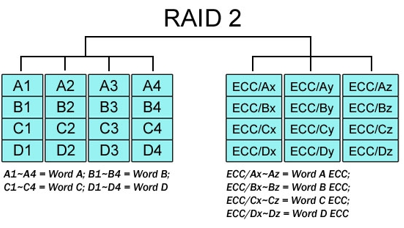 RAID 2
A1 A2 A3 A4 ECC/Ax ECC/Ay ECC/Az
B1 B2 B3 B4 ECC/Bx ECC/By ECC/Bz
C1 C2 C3 C4 ECC/Cx ECC/Cy ECC/Cz
D1 D2 D3 D4 ECC/Dx ECC/Dy ECC/Dz
A1~A4 = Word A; B1~B4 = Word B;
C1~C4 = Word C; D1~D4 = Word D
ECC/Ax~Az = Word A ECC;
ECC/Bx~Bz = Word B ECC;
ECC/Cx~Cz = Word C ECC;
ECC/Dx~Dz = Word D ECC